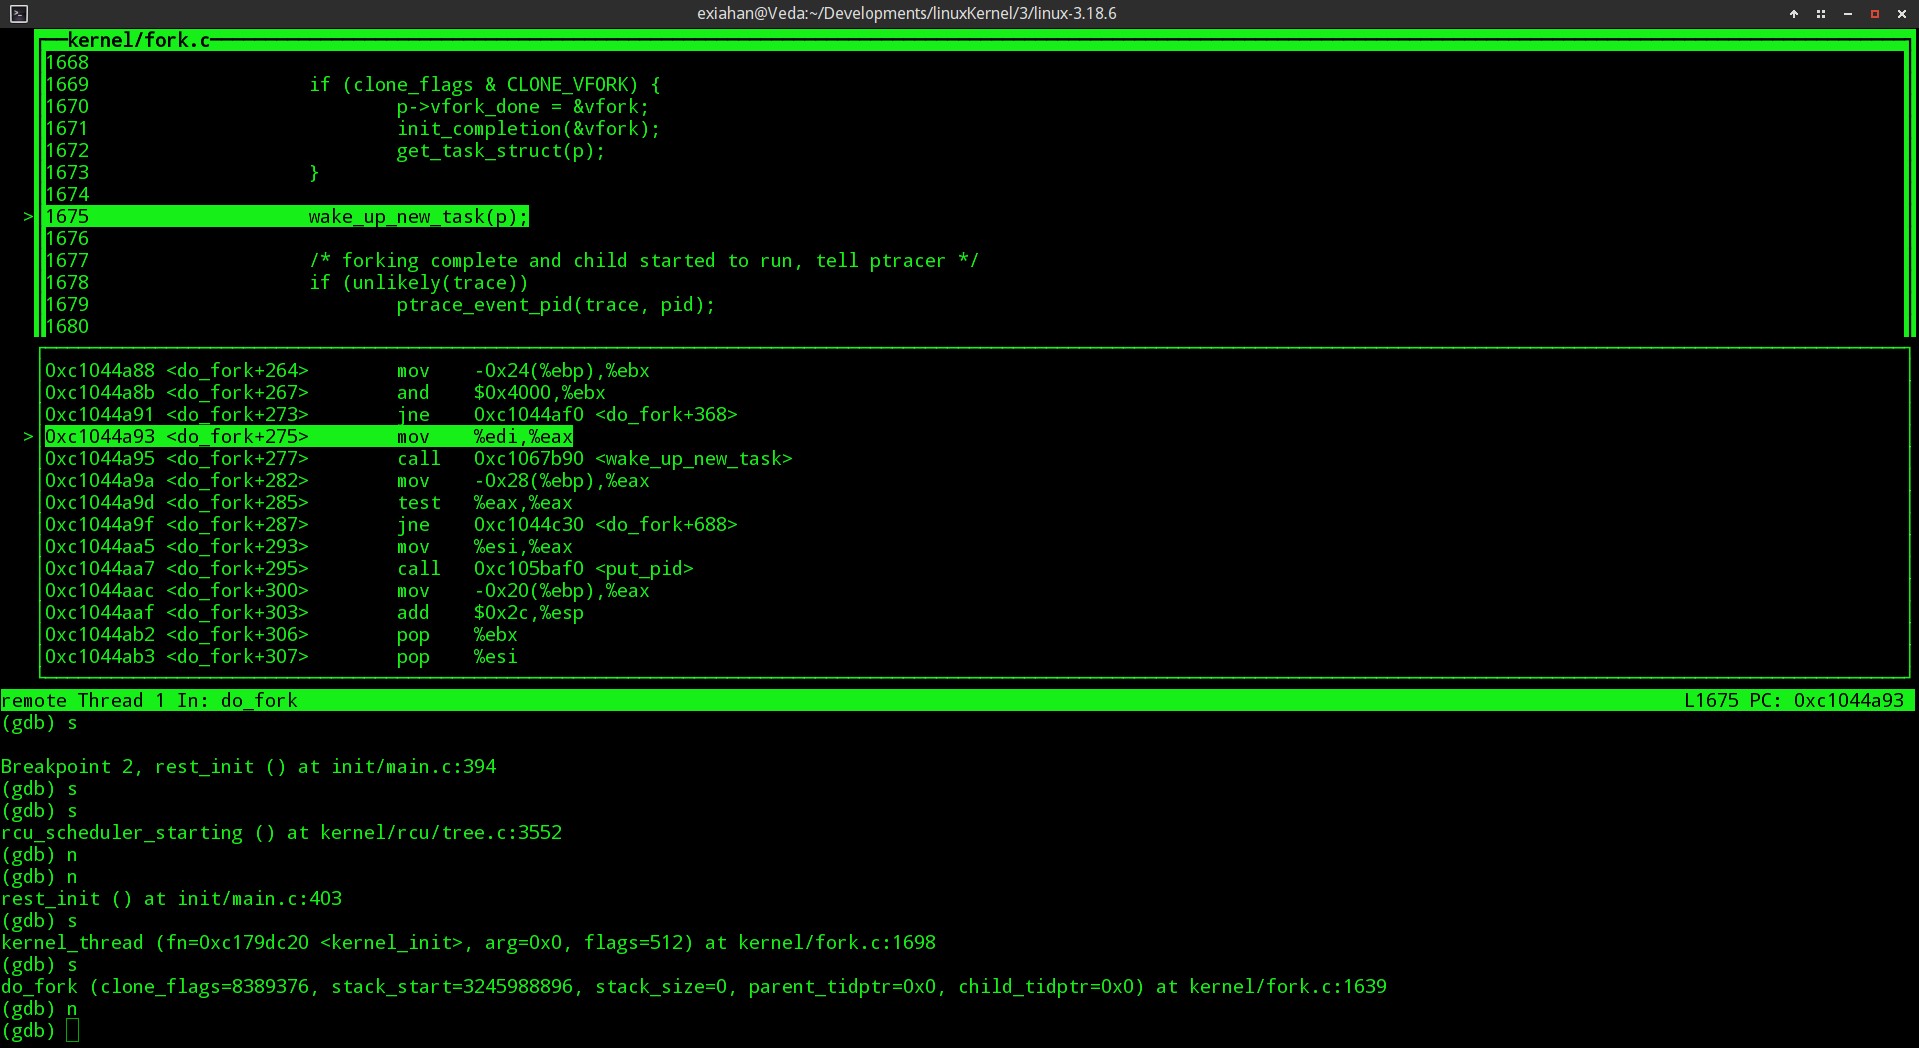 exiahan@Veda:~/Developments/linuxKernel/3/linux-3.18.6
kernel/fork.c
1668
1669 if (clone_flags & CLONE_VFORK) {
1670 p->vfork_done = &vfork;
1671 init_completion(&vfork);
1672 get_task_struct(p);
1673 }
1674
>1675 wake_up_new_task(p);
1676
1677 /* forking complete and child started to run, tell ptracer */
1678 if (unlikely(trace))
1679 ptrace_event_pid(trace, pid);
1680
0xc1044a88 <do_fork+264> mov -0x24(%ebp),%ebx
0xc1044a8b <do_fork+267> and $0x4000,%ebx
0xc1044a91 <do_fork+273> jne 0xc1044af0 <do_fork+368>
>0xc1044a93 <do_fork+275> mov %edi,%eax
0xc1044a95 <do_fork+277> call 0xc1067b90 <wake_up_new_task>
0xc1044a9a <do_fork+282> mov -0x28(%ebp),%eax
0xc1044a9d <do_fork+285> test %eax,%eax
0xc1044a9f <do_fork+287> jne 0xc1044c30 <do_fork+688>
0xc1044aa5 <do_fork+293> mov %esi,%eax
0xc1044aa7 <do_fork+295> call 0xc105baf0 <put_pid>
0xc1044aac <do_fork+300> mov -0x20(%ebp),%eax
0xc1044aaf <do_fork+303> add $0x2c,%esp
0xc1044ab2 <do_fork+306> pop %ebx
0xc1044ab3 <do_fork+307> pop %esi
remote Thread 1 In: do_fork L1675 PC: 0xc1044a93
(gdb) s
Breakpoint 2, rest_init () at init/main.c:394
(gdb) s
(gdb) s
rcu_scheduler_starting () at kernel/rcu/tree.c:3552
(gdb) n
(gdb) n
rest_init () at init/main.c:403
(gdb) s
kernel_thread (fn=0xc179dc20 <kernel_init>, arg=0x0, flags=512) at kernel/fork.c:1698
(gdb) s
do_fork (clone_flags=8389376, stack_start=3245988896, stack_size=0, parent_tidptr=0x0, child_tidptr=0x0) at kernel/fork.c:1639
(gdb) n
(gdb)